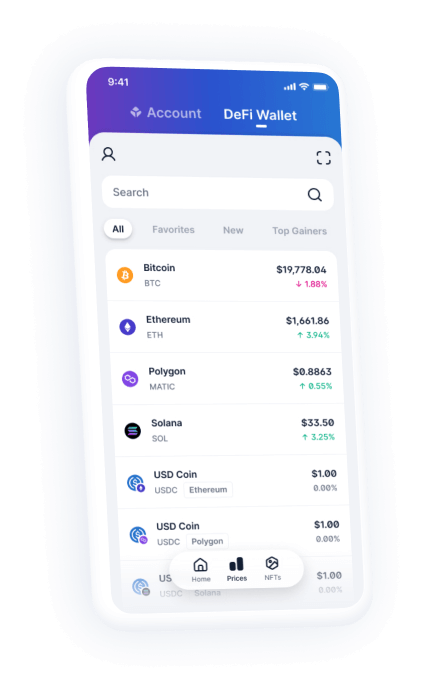 9:41
Account DeFi Wallet
Search
All Favorites New Top Gainers
Bitcoin $19,778.04
BTC ↓ 1.88%
Ethereum $1,661.86
ETH ↑ 3.94%
Polygon $0.8863
MATIC ↑ 0.55%
Solana $33.50
SOL ↑ 3.25%
USD Coin $1.00
USDC Ethereum 0.00%
USD Coin $1.00
USDC Polygon 0.00%
US $1.00
USDC Solana 0.00%
Home Prices NFTs